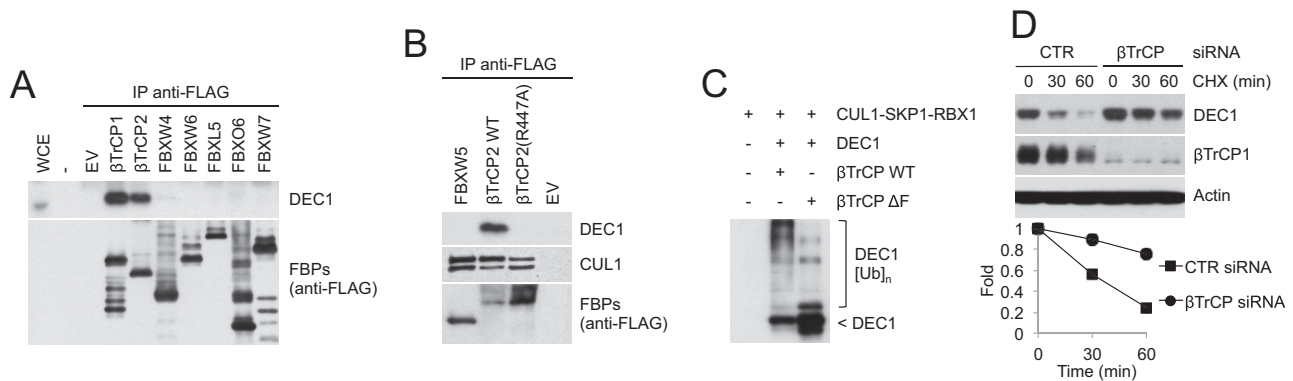 A
IP anti-FLAG
WCE
-
EV
βTrCP1
βTrCP2
FBXW4
FBXW6
FBXL5
FBXO6
FBXW7
DEC1
FBPs
(anti-FLAG)
B
IP anti-FLAG
FBXW5
βTrCP2 WT
βTrCP2(R447A)
EV
DEC1
CUL1
FBPs
(anti-FLAG)
C
+ + + CUL1-SKP1-RBX1
- + + DEC1
- + - βTrCP WT
- - + βTrCP ΔF
DEC1
[Ub]n
< DEC1
D
CTR βTrCP siRNA
0 30 60 0 30 60 CHX (min)
DEC1
βTrCP1
Actin
1
0.8
0.6
0.4
0.2
0
Fold
0 30 60
Time (min)
CTR siRNA
βTrCP siRNA